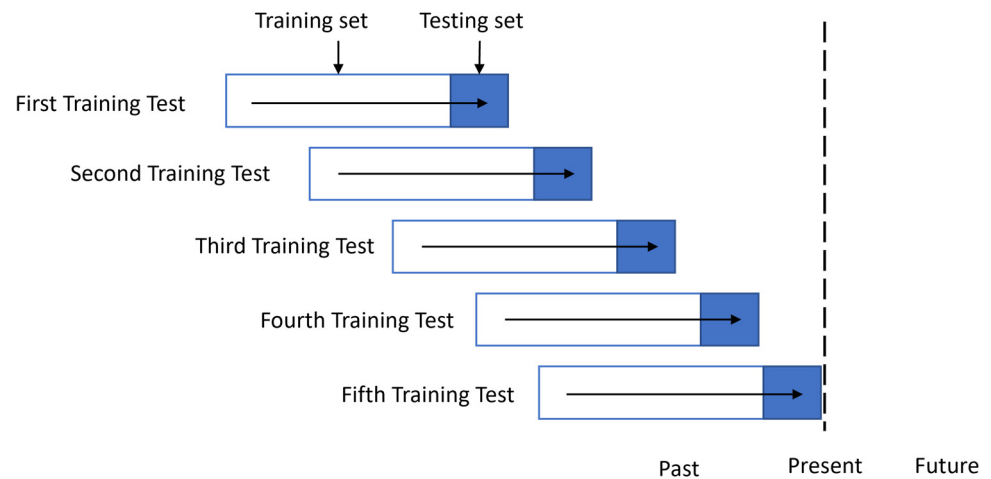 Training set
Testing set
First Training Test
Second Training Test
Third Training Test
Fourth Training Test
Fifth Training Test
Past
Present
Future